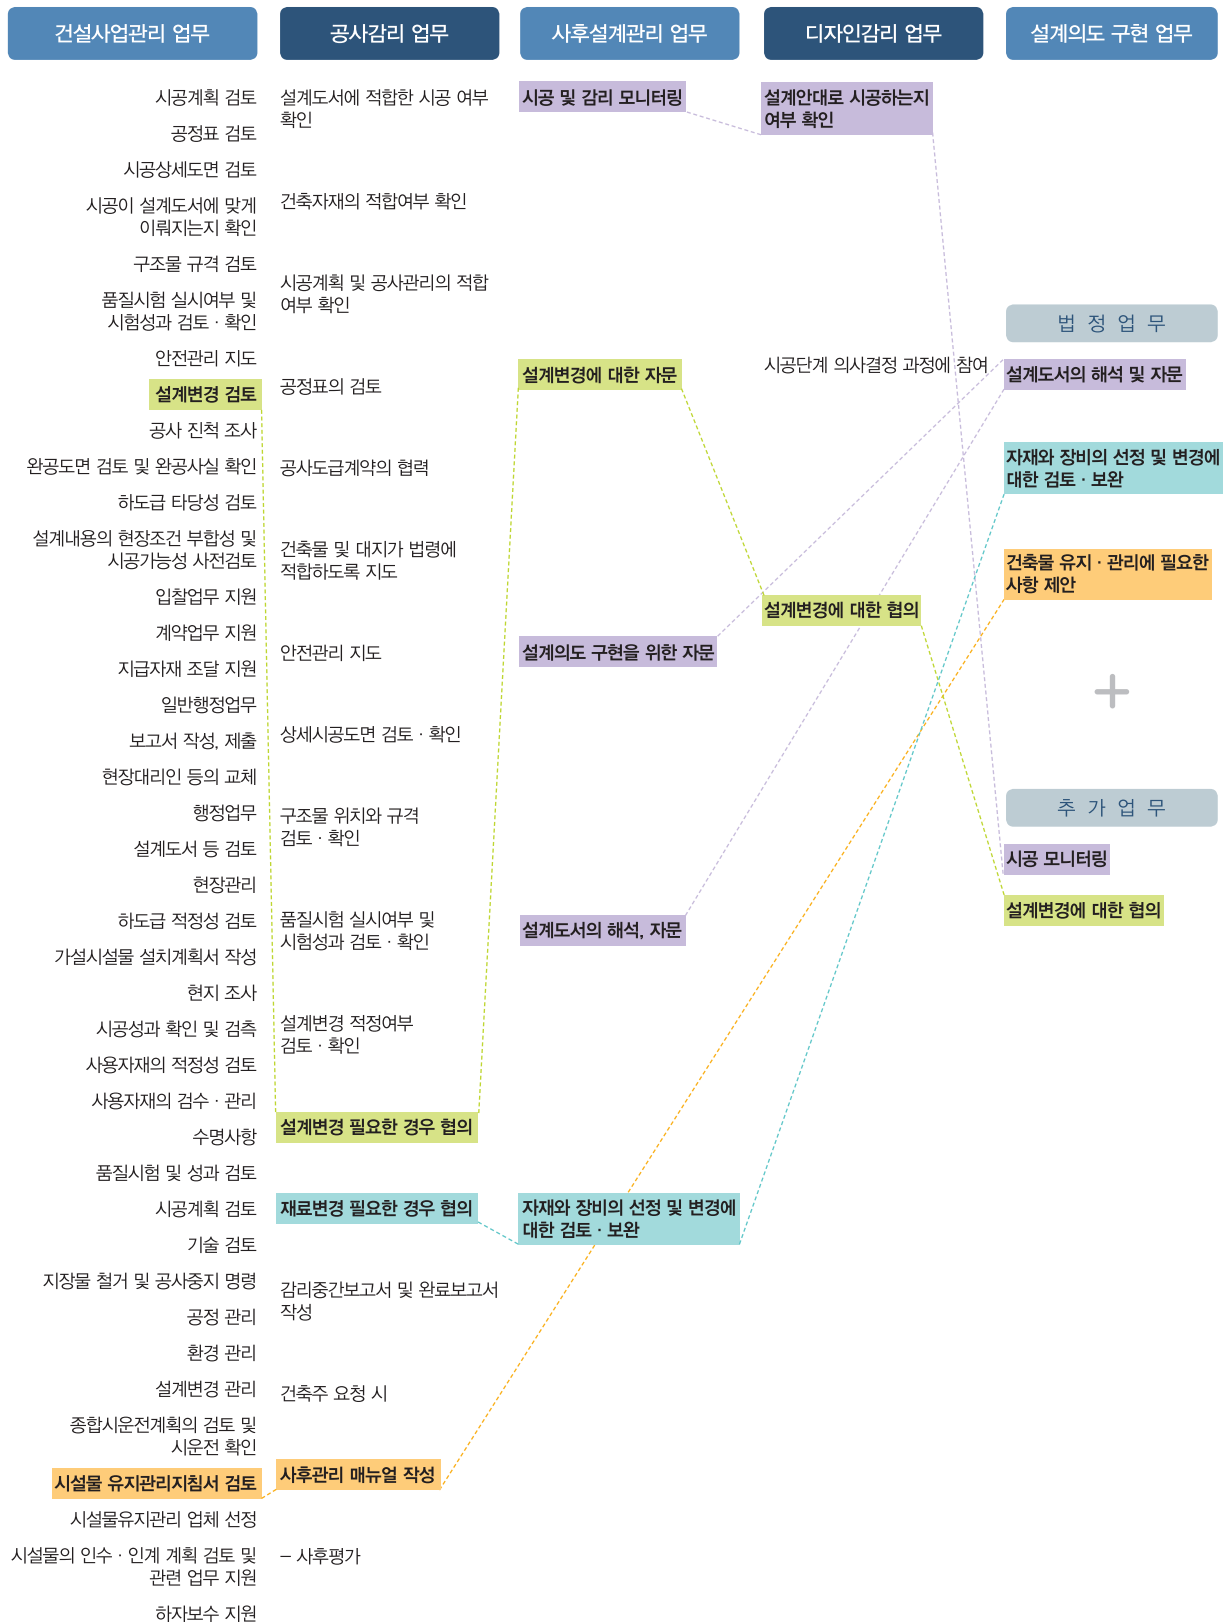 건설사업관리 업무
시공계획 검토
공정표 검토
시공상세도면 검토
시공이 설계도서에 맞게
이뤄지는지 확인
구조물 규격 검토
품질시험 실시여부 및
시험성과 검토 · 확인
안전관리 지도
설계변경 검토
공사 진척 조사
완공도면 검토 및 완공사실 확인
하도급 타당성 검토
설계내용의 현장조건 부합성 및
시공가능성 사전검토
입찰업무 지원
계약업무 지원
지급자재 조달 지원
일반행정업무
보고서 작성, 제출
현장대리인 등의 교체
행정업무
설계도서 등 검토
현장관리
하도급 적정성 검토
가설시설물 설치계획서 작성
현지 조사
시공성과 확인 및 검측
사용자재의 적정성 검토
사용자재의 검수 · 관리
수명사항
품질시험 및 성과 검토
시공계획 검토
기술 검토
지장물 철거 및 공사중지 명령
공정 관리
환경 관리
설계변경 관리
종합시운전계획의 검토 및
시운전 확인
시설물 유지관리지침서 검토
시설물유지관리 업체 선정
시설물의 인수 · 인계 계획 검토 및
관련 업무 지원
하자보수 지원
공사감리 업무
설계도서에 적합한 시공 여부
확인
건축자재의 적합여부 확인
시공계획 및 공사관리의 적합
여부 확인
공정표의 검토
공사도급계약의 협력
건축물 및 대지가 법령에
적합하도록 지도
안전관리 지도
상세시공도면 검토 · 확인
구조물 위치와 규격
검토 · 확인
품질시험 실시여부 및
시험성과 검토 · 확인
설계변경 적정여부
검토 · 확인
설계변경 필요한 경우 협의
재료변경 필요한 경우 협의
감리중간보고서 및 완료보고서
작성
건축주 요청 시
사후관리 매뉴얼 작성
– 사후평가
사후설계관리 업무
시공 및 감리 모니터링
설계변경에 대한 자문
설계의도 구현을 위한 자문
설계도서의 해석, 자문
자재와 장비의 선정 및 변경에
대한 검토 · 보완
디자인감리 업무
설계안대로 시공하는지
여부 확인
시공단계 의사결정 과정에 참여
설계변경에 대한 협의
설계의도 구현 업무
법 정 업 무
설계도서의 해석 및 자문
자재와 장비의 선정 및 변경에
대한 검토 · 보완
건축물 유지 · 관리에 필요한
사항 제안
+
추 가 업 무
시공 모니터링
설계변경에 대한 협의